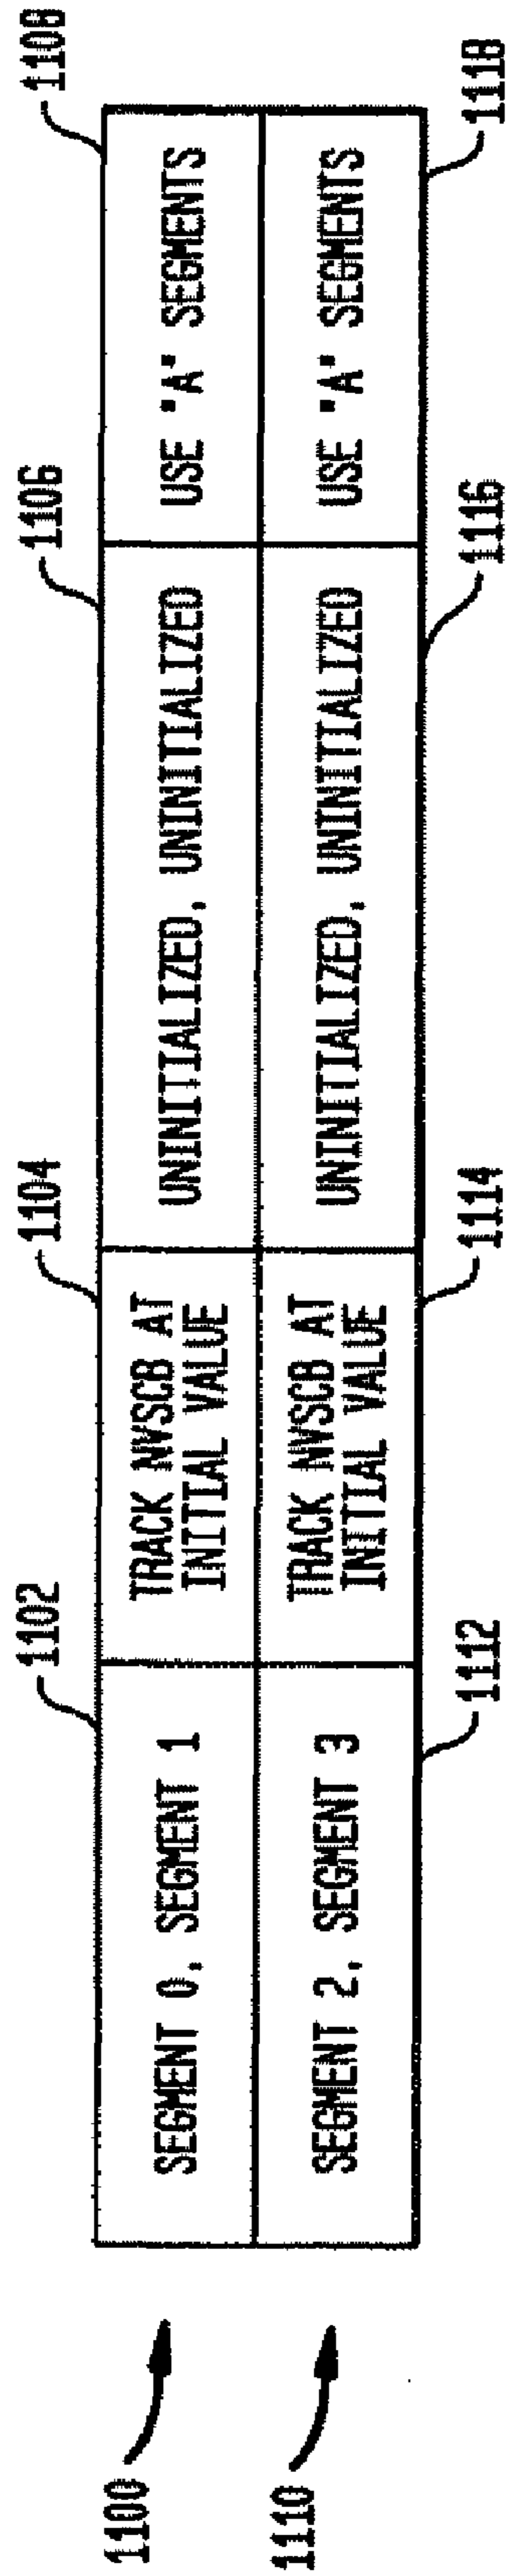 1102 1104 1106 1108
1100 SEGMENT 0, SEGMENT 1 TRACK NVSCB AT UNINITIALIZED, UNINITIALIZED USE "A" SEGMENTS
INITIAL VALUE
1110 SEGMENT 2, SEGMENT 3 TRACK NVSCB AT UNINITIALIZED, UNINITIALIZED USE "A" SEGMENTS
INITIAL VALUE
1112 1114 1116 1118